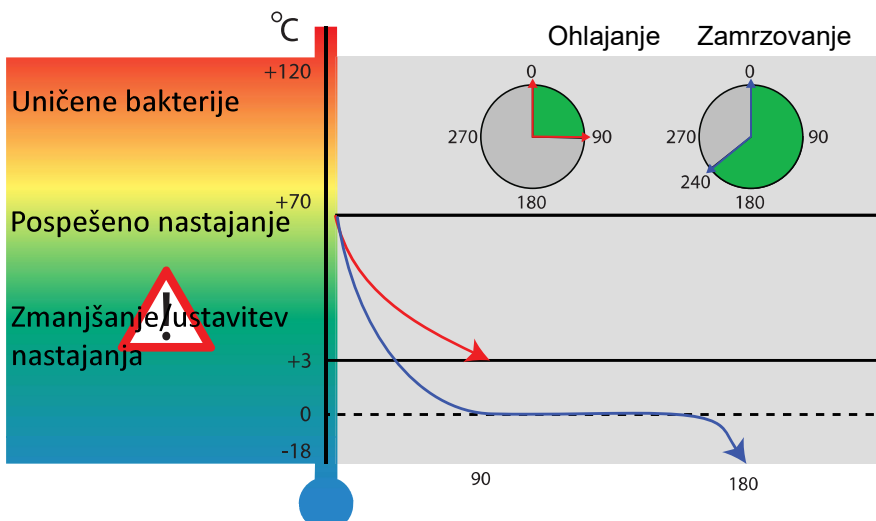 °C
Ohlajanje
Zamrzovanje
+120
Uničene bakterije
0
270
90
180
0
270
90
240
180
+70
Pospešeno nastajanje
Zmanjšanje/ustavitev
nastajanja
!
+3
0
-18
90
180